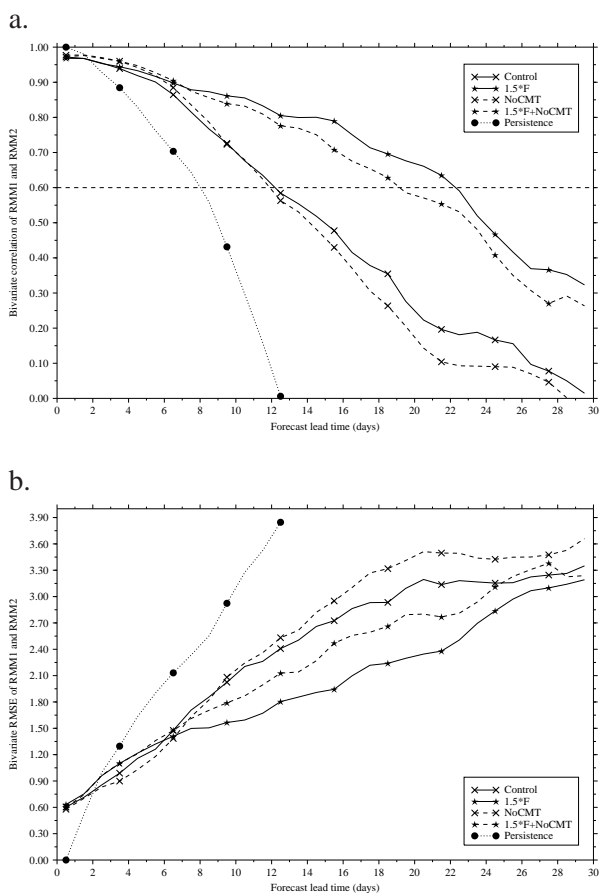 a.
1.00
0.90
0.80
0.70
0.60
0.50
0.40
0.30
0.20
0.10
0.00
Bivariate correlation of RMM1 and RMM2
Control
1.5*F
NoCMT
1.5*F+NoCMT
Persistence
0 2 4 6 8 10 12 14 16 18 20 22 24 26 28 30
Forecast lead time (days)
b.
0 2 4 6 8 10 12 14 16 18 20 22 24 26 28 30
3.90
3.60
3.30
3.00
2.70
2.40
2.10
1.80
1.50
1.20
0.90
0.60
0.30
0.00
Bivariate RMSE of RMM1 and RMM2
Control
1.5*F
NoCMT
1.5*F+NoCMT
Persistence
Forecast lead time (days)